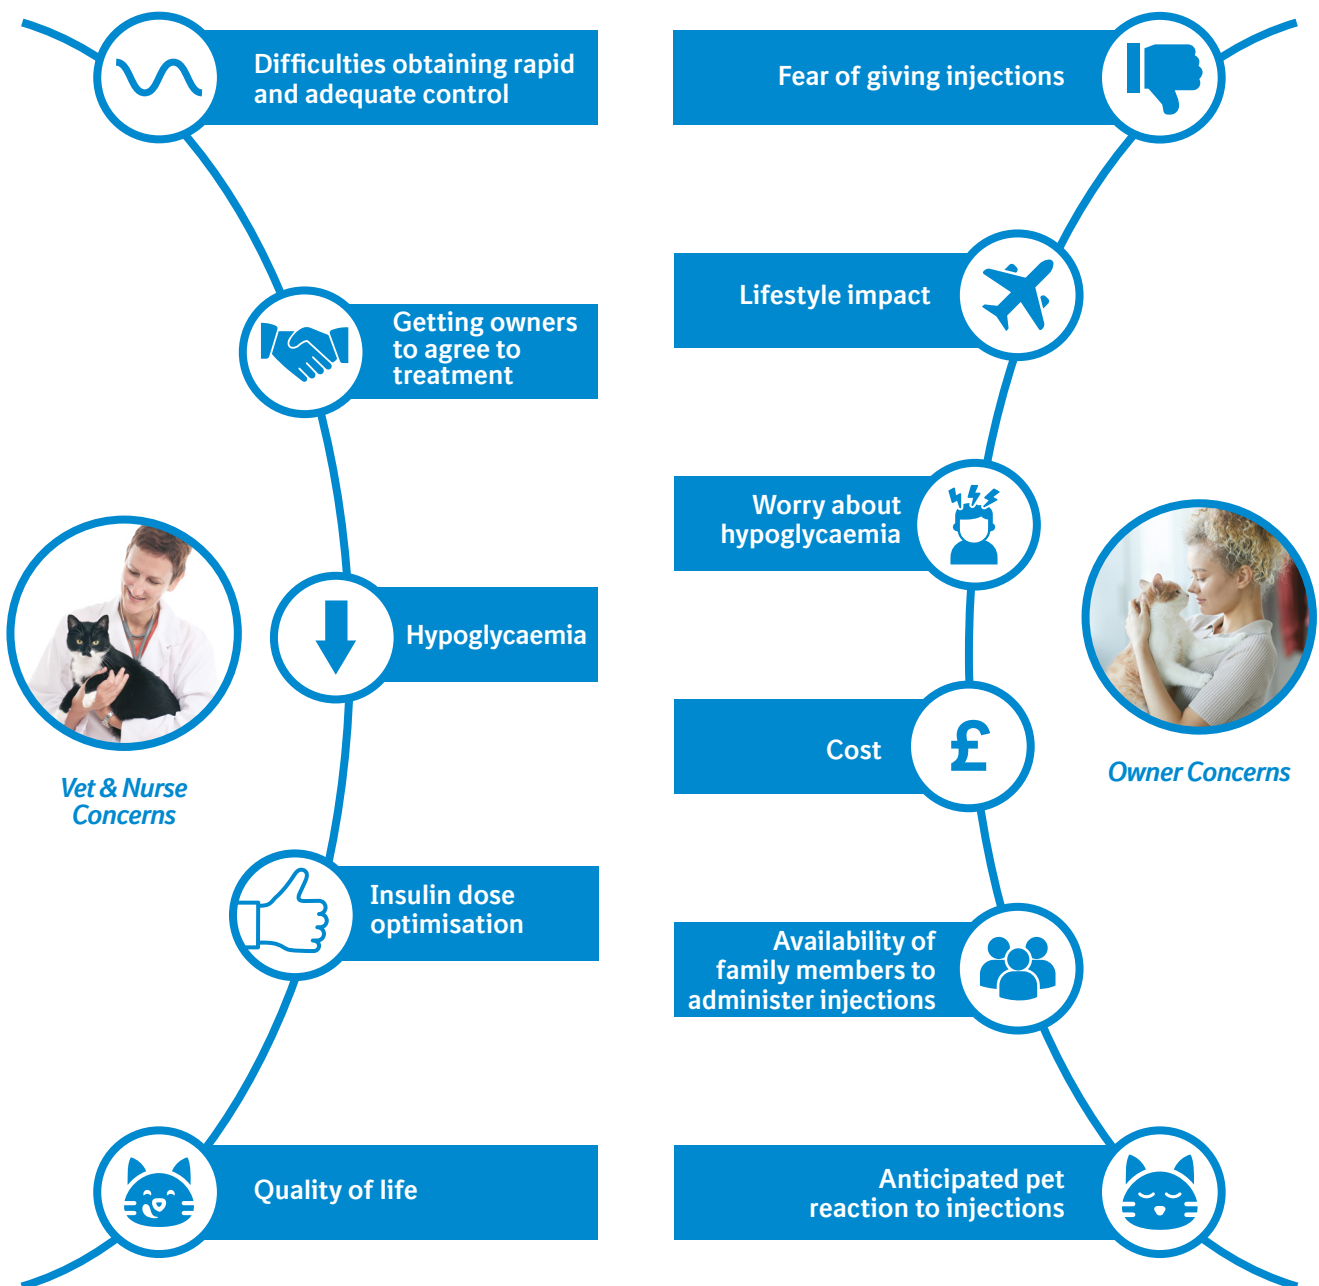 Difficulties obtaining rapid
and adequate control
Getting owners
to agree to
treatment
Hypoglycaemia
Vet & Nurse
Concerns
Insulin dose
optimisation
Quality of life
Fear of giving injections
Lifestyle impact
Worry about
hypoglycaemia
Cost
£
Owner Concerns
Availability of
family members to
administer injections
Anticipated pet
reaction to injections